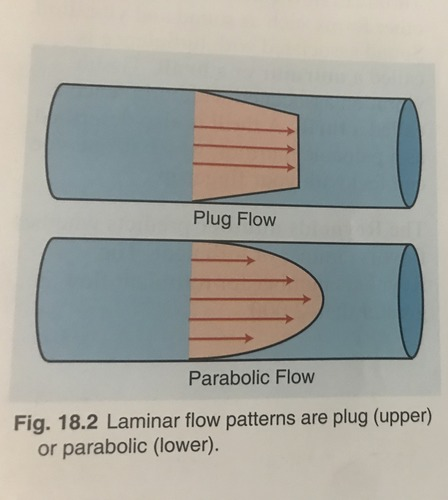 Plug Flow
Parabolic Flow
Fig. 18.2 Laminar flow patterns are plug (upper)
or parabolic (lower).